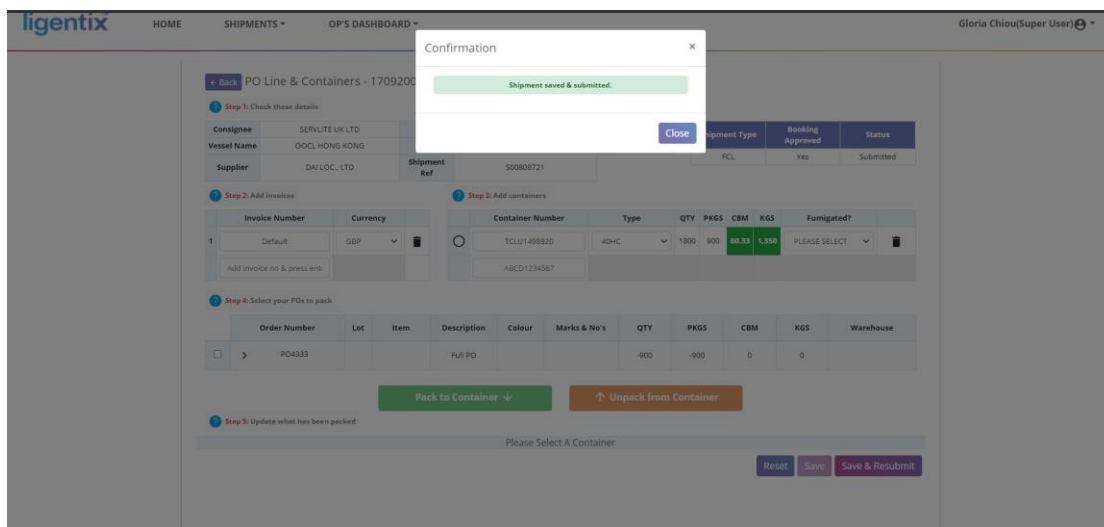 ligentix HOME SHIPMENTS OP'S DASHBOARD Gloria Chiou(Super User)
Confirmation ×
Shipment saved & submitted.
Close
← Back PO Line & Containers - 1709200
Step 1: Check these details
Consignee SERVLITE UK LTD
Vessel Name OOCL HONG KONG
Supplier DAI LOC., LTD Shipment Ref S00808721
Shipment Type Booking Approved Status
FCL Yes Submitted
? Step 2: Add invoices ? Step 3: Add containers
Invoice Number Currency Container Number Type QTY PKGS CBM KGS Fumigated?
1 Default GBP TCLU1498920 40HC 1800 900 60.33 1,350 PLEASE SELECT
Add invoice no & press ent ABCD1234567
? Step 4: Select your POs to pack
Order Number Lot Item Description Colour Marks & No's QTY PKGS CBM KGS Warehouse
> PO4333 Full PO -900 -900 0 0
Pack to Container ↓ ↑ Unpack from Container
? Step 5: Update what has been packed
Please Select A Container
Reset Save Save & Resubmit